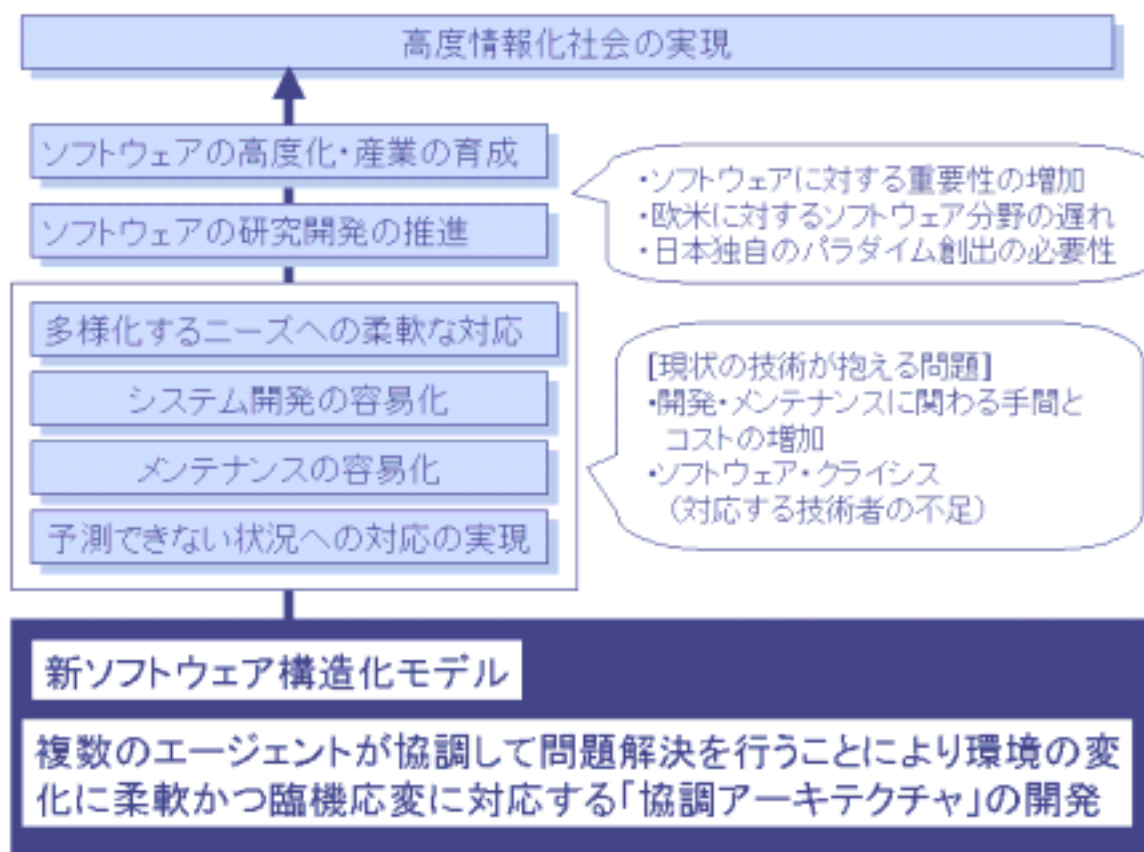 高度情報化社会の実現
ソフトウェアの高度化・産業の育成
ソフトウェアの研究開発の推進
・ソフトウェアに対する重要性の増加
・欧米に対するソフトウェア分野の遅れ
・日本独自のパラダイム創出の必要性
多様化するニーズへの柔軟な対応
システム開発の容易化
メンテナンスの容易化
予測できない状況への対応の実現
[現状の技術が抱える問題]
・開発・メンテナンスに関わる手間と
コストの増加
・ソフトウェア・クライシス
(対応する技術者の不足)
新ソフトウェア構造化モデル
複数のエージェントが協調して問題解決を行うことにより環境の変
化に柔軟かつ臨機応変に対応する「協調アーキテクチャ」の開発